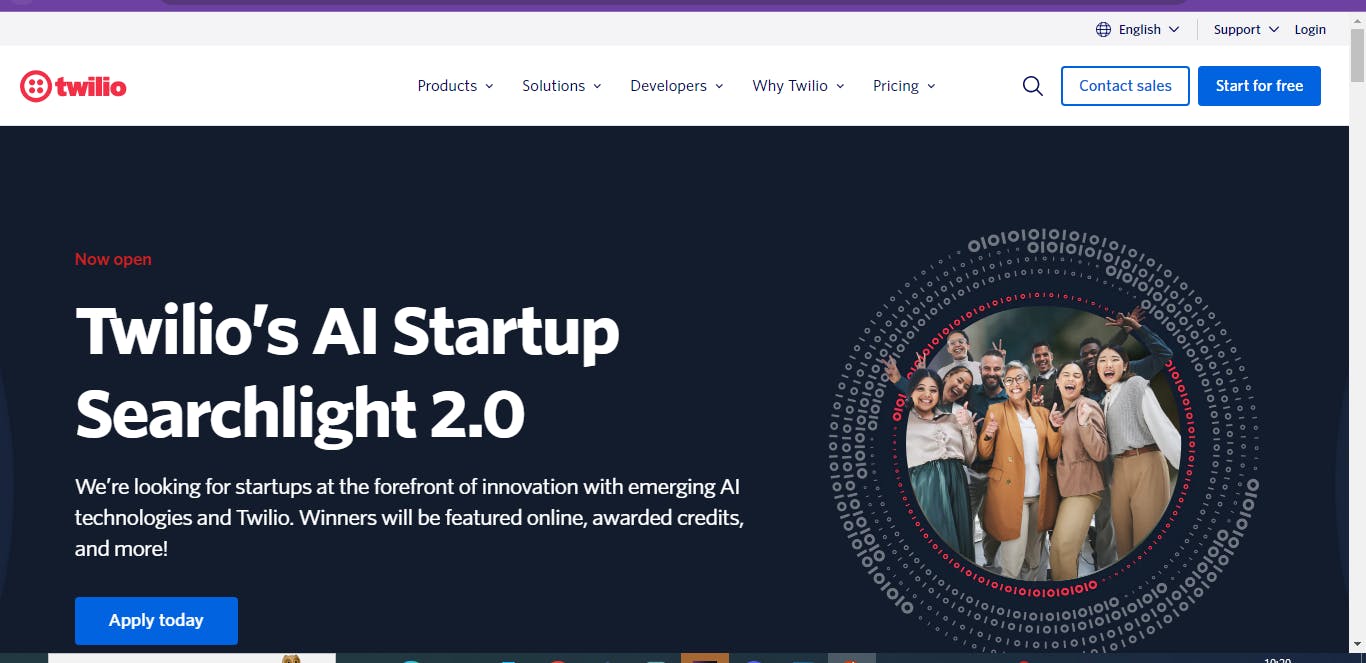 English
Support
Login
twilio
Products
Solutions
Developers
Why Twilio
Pricing
Contact sales
Start for free
Now open
Twilio’s AI Startup
Searchlight 2.0
We’re looking for startups at the forefront of innovation with emerging AI
technologies and Twilio. Winners will be featured online, awarded credits,
and more!
Apply today